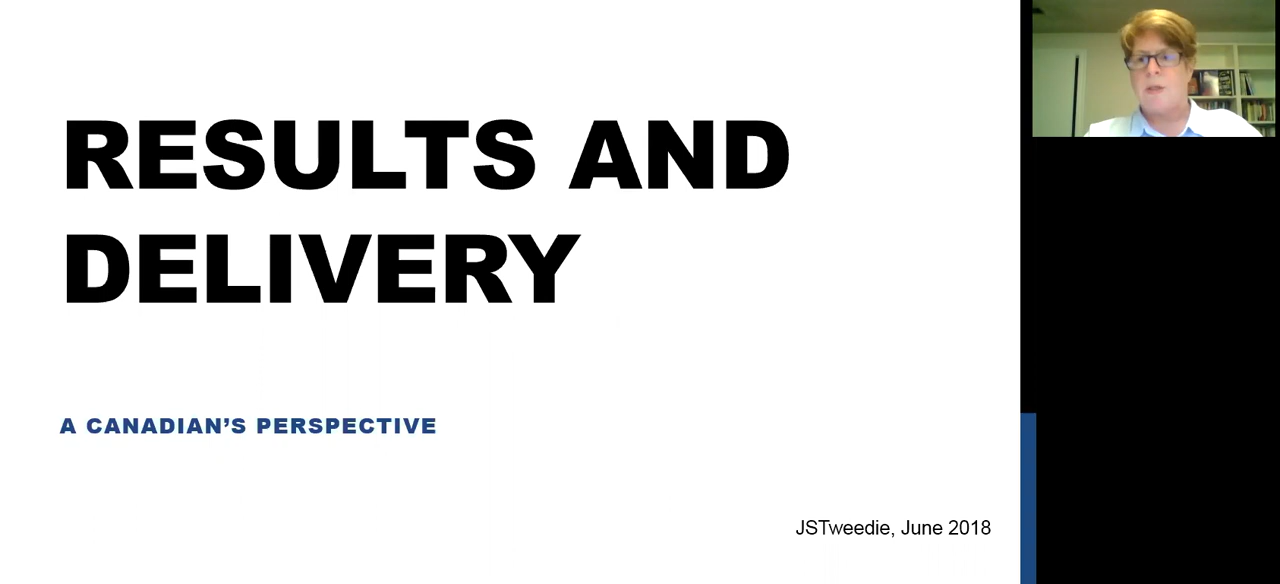 RESULTS AND
DELIVERY
A CANADIAN’S PERSPECTIVE
JSTweedie, June 2018